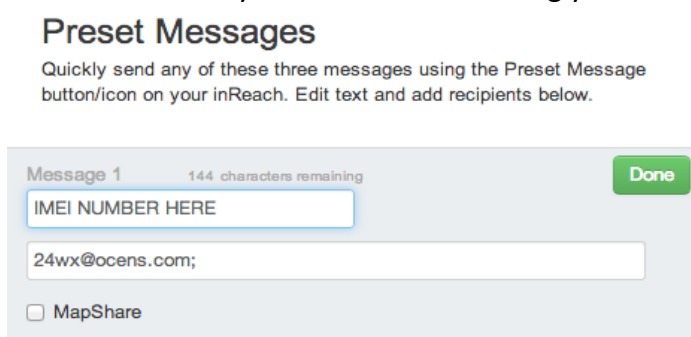 Preset Messages
Quickly send any of these three messages using the Preset Message
button/icon on your inReach. Edit text and add recipients below.
Message 1 144 characters remaining Done
IMEI NUMBER HERE
24wx@ocens.com;
MapShare